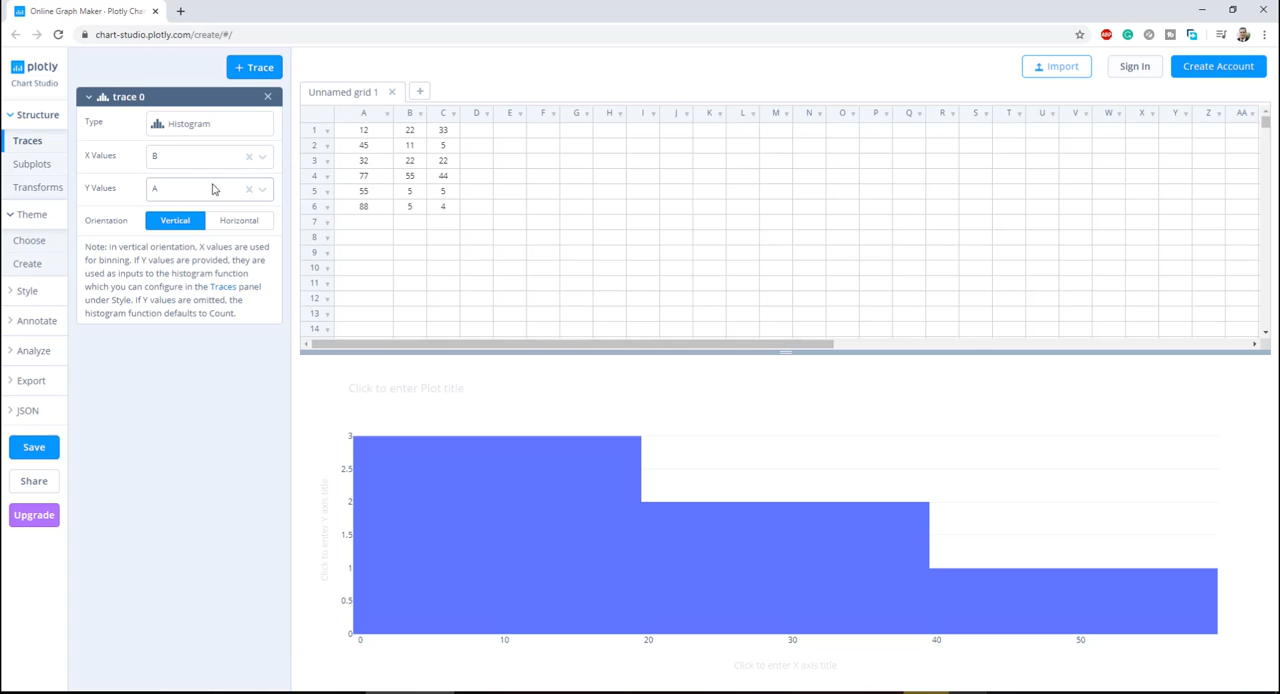 Online Graph Maker · Plotly Cha
chart-studio.plotly.com/create/#/
ABP
plotly
Chart Studio
Structure
Traces
Subplots
Transforms
Theme
Choose
Create
Style
Annotate
Analyze
Export
JSON
Save
Share
Upgrade
+ Trace
trace 0
Type
Histogram
X Values
B
Y Values
A
Orientation
Vertical
Horizontal
Note: in vertical orientation, X values are used
for binning. If Y values are provided, they are
used as inputs to the histogram function
which you can configure in the Traces panel
under Style. If Y values are omitted, the
histogram function defaults to Count.
Import
Sign In
Create Account
Unnamed grid 1
A B C D E F G H I J K L M N O P Q R S T U V W X Y Z AA
1 12 22 33
2 45 11 5
3 32 22 22
4 77 55 44
5 55 5 5
6 88 5 4
7
8
9
10
11
12
13
14
Click to enter Plot title
3
2.5
2
1.5
1
0.5
0
Click to enter Y axis title
0 10 20 30 40 50
Click to enter X axis title